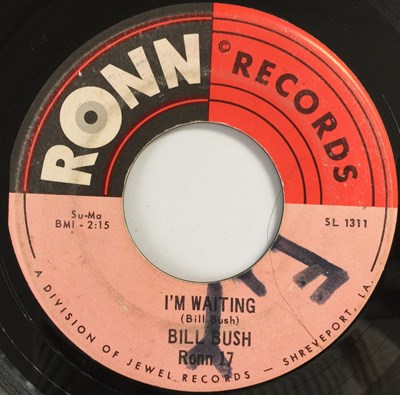 RONN © RECORDS
Su-Ma
BMI - 2:15
SL 1311
I'M WAITING
(Bill Bush)
BILL BUSH
Ronn 17
A DIVISION OF JEWEL RECORDS - SHREVEPORT, LA.